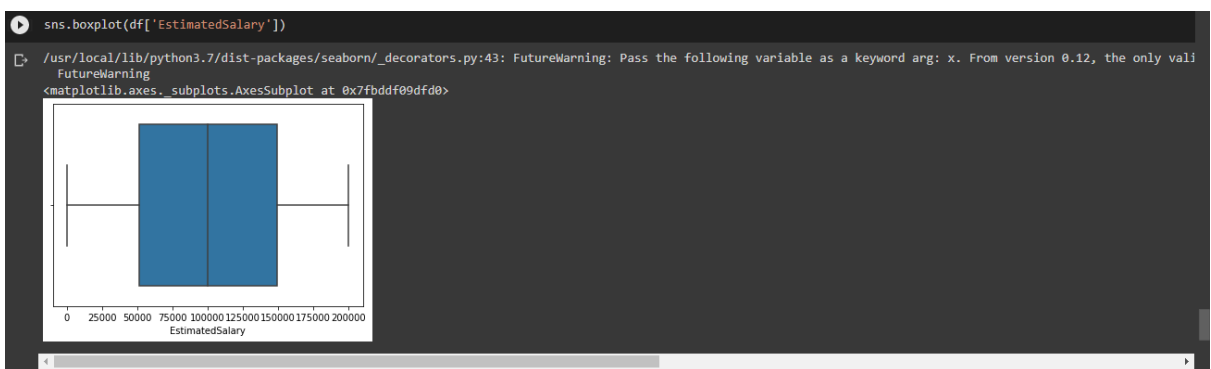 sns.boxplot(df['EstimatedSalary'])
/usr/local/lib/python3.7/dist-packages/seaborn/_decorators.py:43: FutureWarning: Pass the following variable as a keyword arg: x. From version 0.12, the only vali
FutureWarning
<matplotlib.axes._subplots.AxesSubplot at 0x7fbddf09dfd0>
0 25000 50000 75000 100000 125000 150000 175000 200000
EstimatedSalary